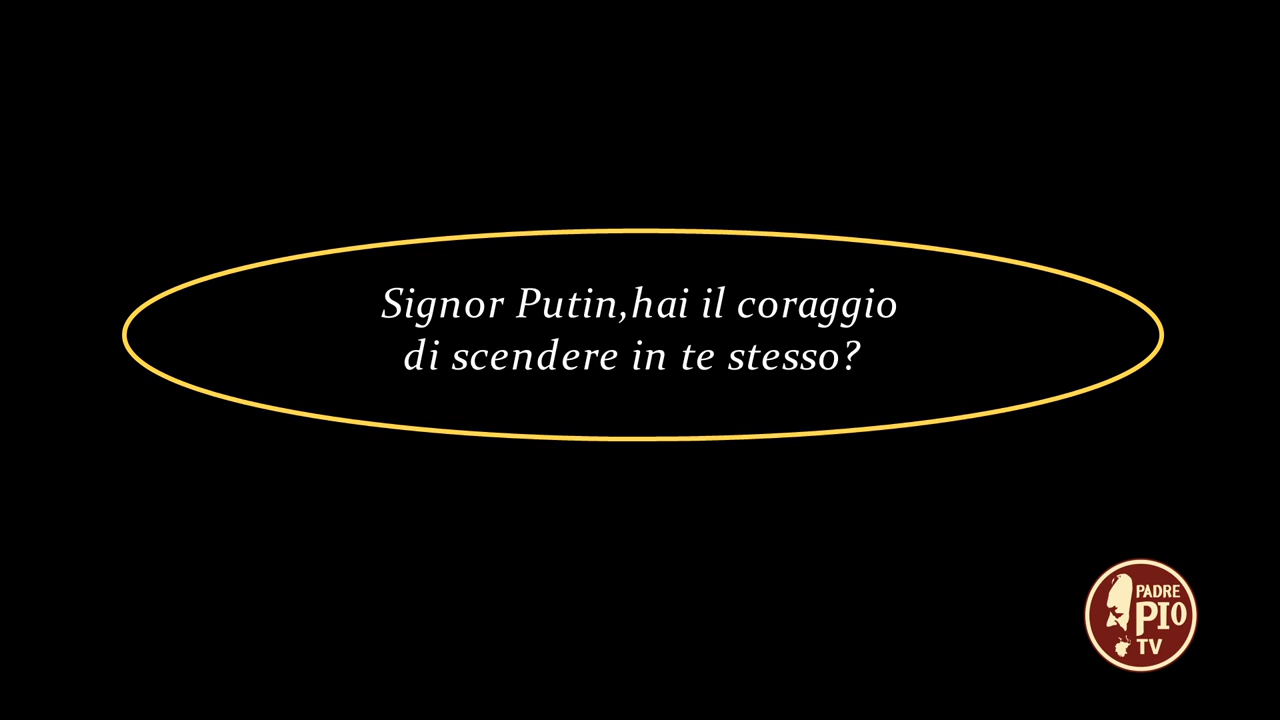 Signor Putin,hai il coraggio
di scendere in te stesso?
PADRE
PIO
TV